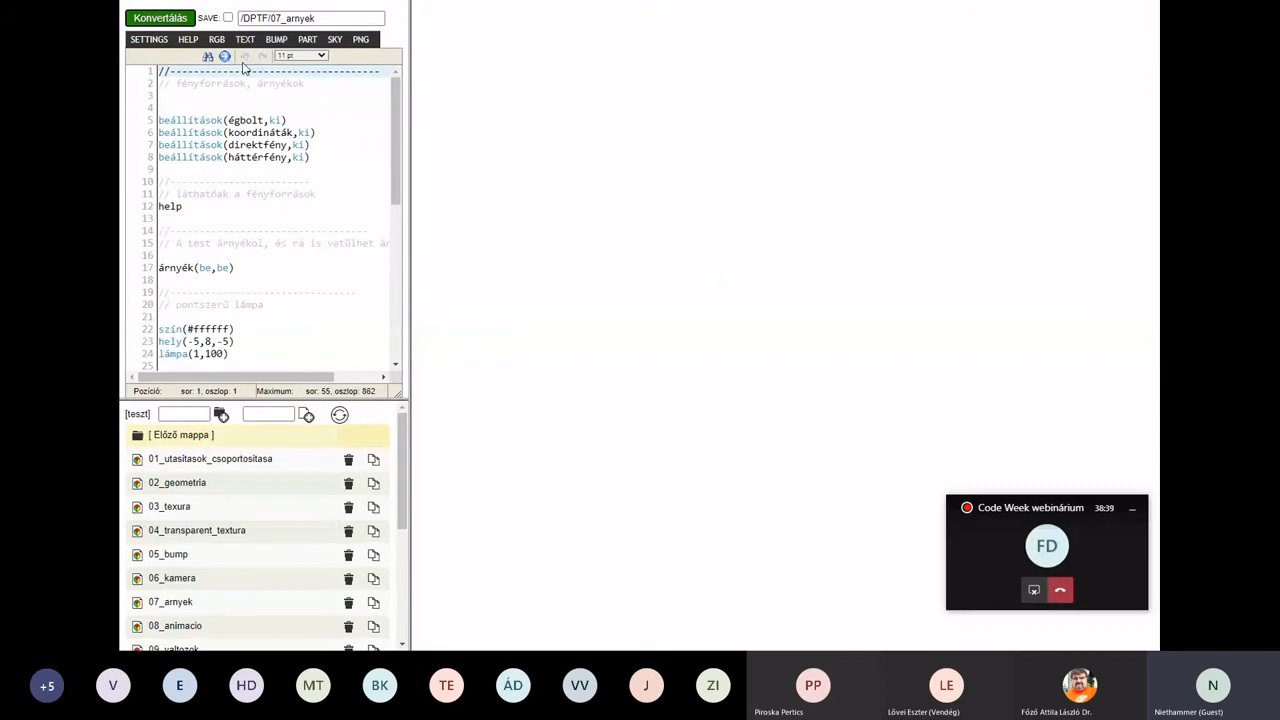 Konvertálás SAVE: /DPTF/07_arnyek
SETTINGS HELP RGB TEXT BUMP PART SKY PNG
11 pt
1 //-----------------------------------
2 // fényforrások, árnyékok
3
4
5 beállítások(égbolt,ki)
6 beállítások(koordináták,ki)
7 beállítások(direktfény,ki)
8 beállítások(háttérfény,ki)
9
10 //-----------------------
11 // láthatóak a fényforrások
12 help
13
14 //--------------------------------
15 // A test árnyékol, és rá is vetülhet ár
16
17 árnyék(be,be)
18
19 //------------------------------
20 // pontszerű lámpa
21
22 szín(#ffffff)
23 hely(-5,8,-5)
24 lámpa(1,100)
25
Pozíció: sor: 1, oszlop: 1 Maximum: sor: 55, oszlop: 862
[teszt]
[ Előző mappa ]
01_utasitasok_csoportositasa
02_geometria
03_texura
04_transparent_textura
05_bump
06_kamera
07_arnyek
08_animacio
09_valtozok
Code Week webinárium 38:39
FD
+5 V E HD MT BK TE ÁD VV J ZI PP LE N
Piroska Pertics Lővei Eszter (Vendég) Főző Attila László Dr. Niethammer (Guest)